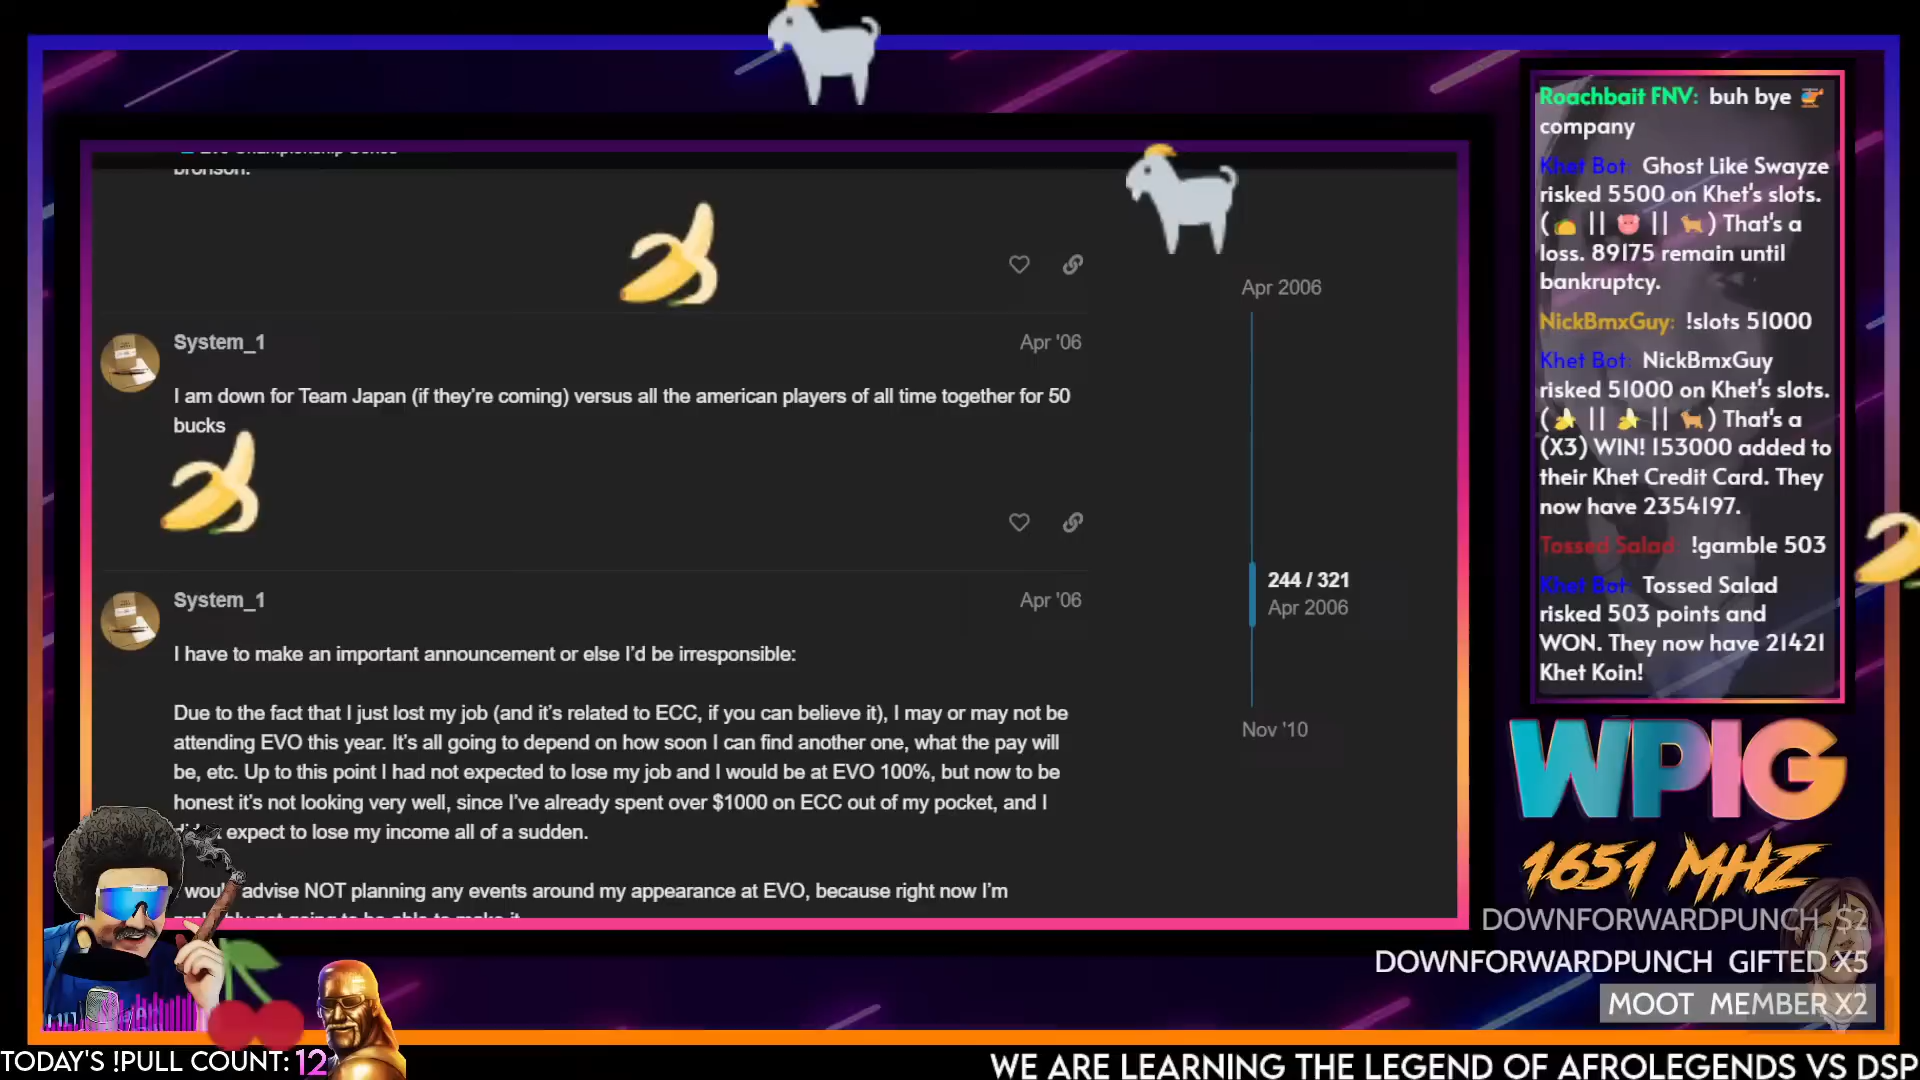 bronson.
System_1
Apr '06
I am down for Team Japan (if they're coming) versus all the american players of all time together for 50
bucks
System_1
Apr '06
I have to make an important announcement or else I'd be irresponsible:
Due to the fact that I just lost my job (and it's related to ECC, if you can believe it), I may or may not be
attending EVO this year. It's all going to depend on how soon I can find another one, what the pay will
be, etc. Up to this point I had not expected to lose my job and I would be at EVO 100%, but now to be
honest it's not looking very well, since I've already spent over $1000 on ECC out of my pocket, and I
expect to lose my income all of a sudden.
advise NOT planning any events around my appearance at EVO, because right now I'm
Apr 2006
244 / 321
Apr 2006
Nov '10
Roachbait FNV: buh bye
company
Khet Bot: Ghost Like Swayze
risked 5500 on Khet's slots.
( || || ) That's a
loss. 89175 remain until
bankruptcy.
NickBmxGuy: !slots 51000
Khet Bot: NickBmxGuy
risked 51000 on Khet's slots.
( || || ) That's a
(X3) WIN! 153000 added to
their Khet Credit Card. They
now have 2354197.
Tossed Salad: !gamble 503
Khet Bot: Tossed Salad
risked 503 points and
WON. They now have 21421
Khet Koin!
WPIG
1651 MHZ
DOWNFORWARDPUNCH $2
DOWNFORWARDPUNCH GIFTED X5
MOOT MEMBER X2
TODAY'S !PULL COUNT: 12
WE ARE LEARNING THE LEGEND OF AFROLEGENDS VS DSP